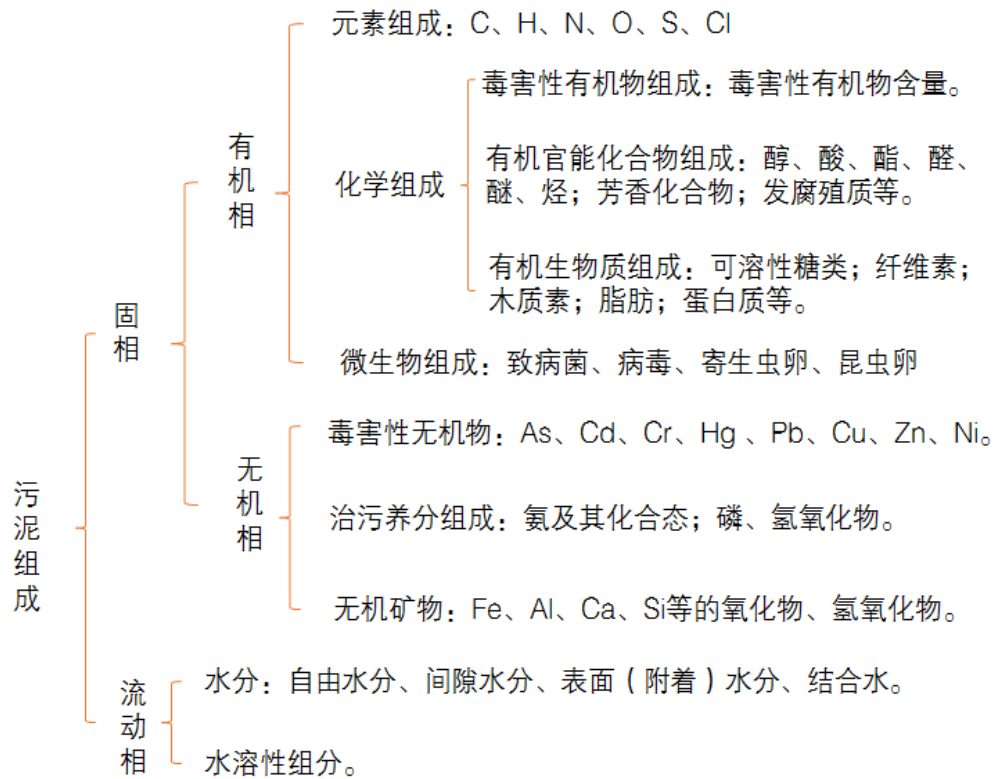 污泥组成
固相
有机相
元素组成：C、H、N、O、S、Cl
化学组成
毒害性有机物组成：毒害性有机物含量。
有机官能化合物组成：醇、酸、酯、醛、
醚、烃；芳香化合物；发腐殖质等。
有机生物质组成：可溶性糖类；纤维素；
木质素；脂肪；蛋白质等。
微生物组成：致病菌、病毒、寄生虫卵、昆虫卵
无机相
毒害性无机物：As、Cd、Cr、Hg 、Pb、Cu、Zn、Ni。
治污养分组成：氨及其化合态；磷、氢氧化物。
无机矿物：Fe、Al、Ca、Si等的氧化物、氢氧化物。
流动相
水分：自由水分、间隙水分、表面（附着）水分、结合水。
水溶性组分。